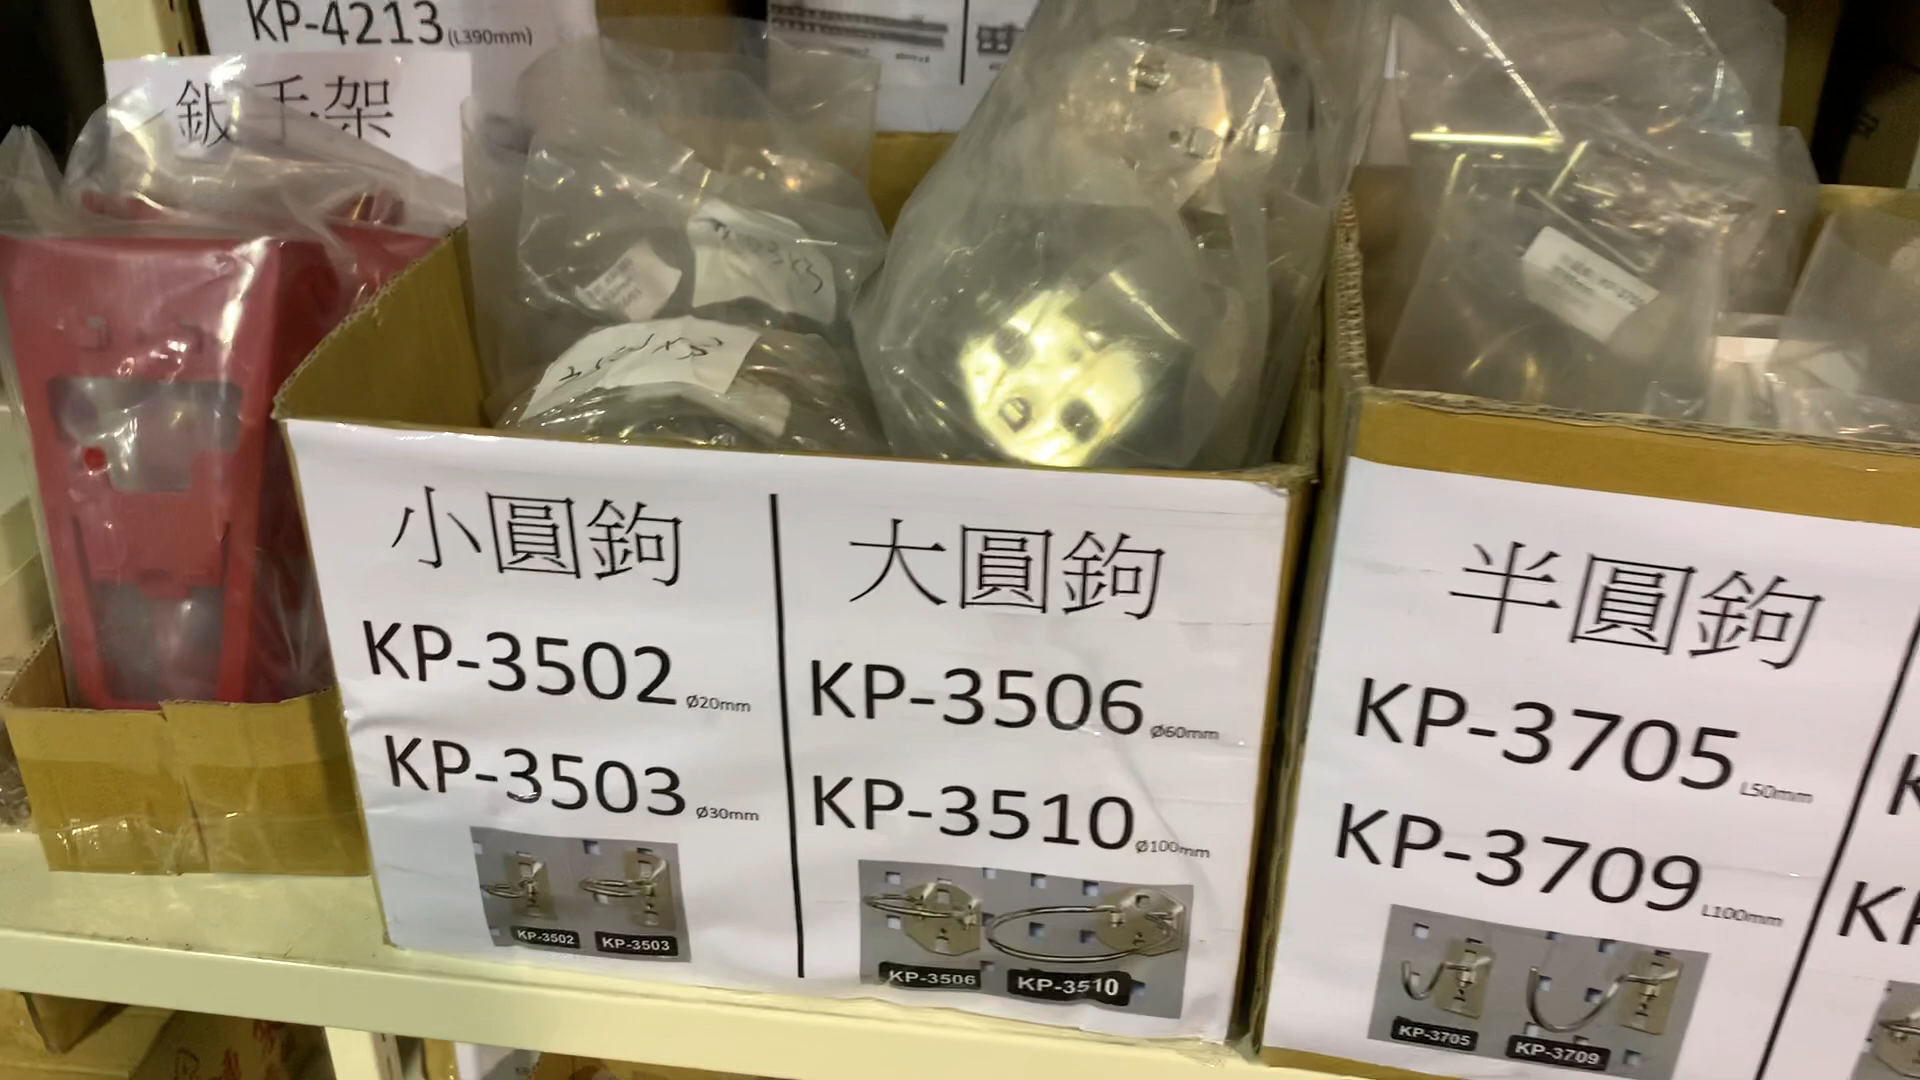 KP-4213 (L390mm)
鈑手架
小圓鉤
KP-3502 Ø20mm
KP-3503 Ø30mm
KP-3502 KP-3503
大圓鉤
KP-3506 Ø60mm
KP-3510 Ø100mm
KP-3506 KP-3510
半圓鉤
KP-3705 L50mm
KP-3709 L100mm
KP-3705 KP-3709